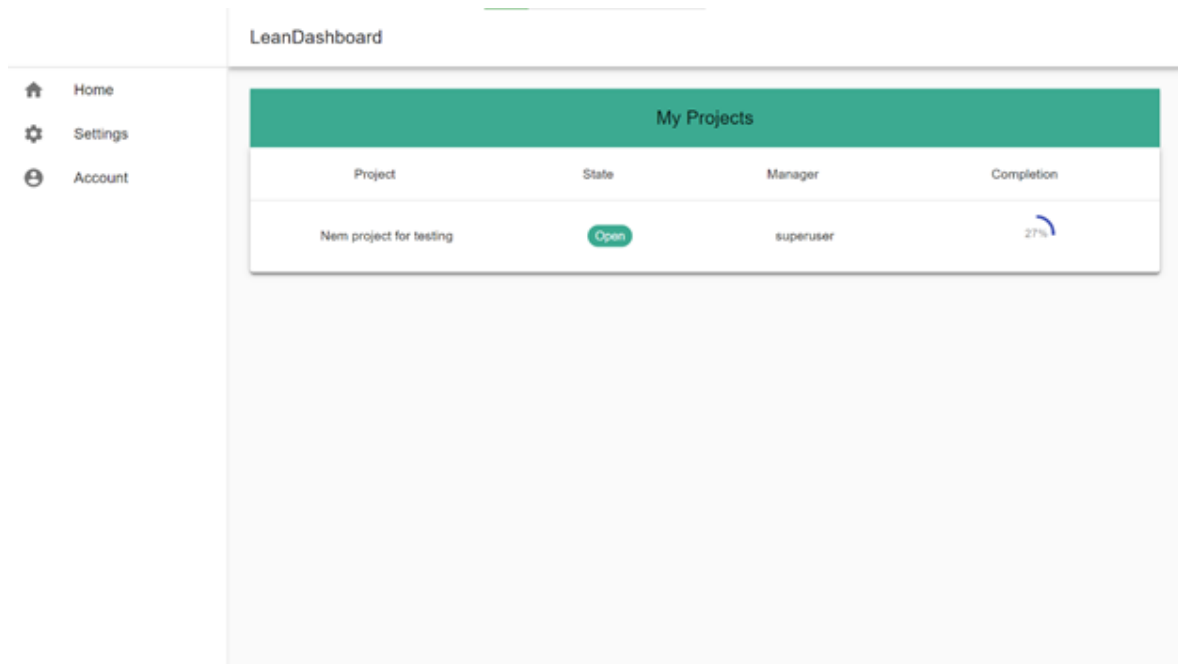 LeanDashboard
Home
Settings
Account
My Projects
Project State Manager Completion
Nem project for testing Open superuser 27%